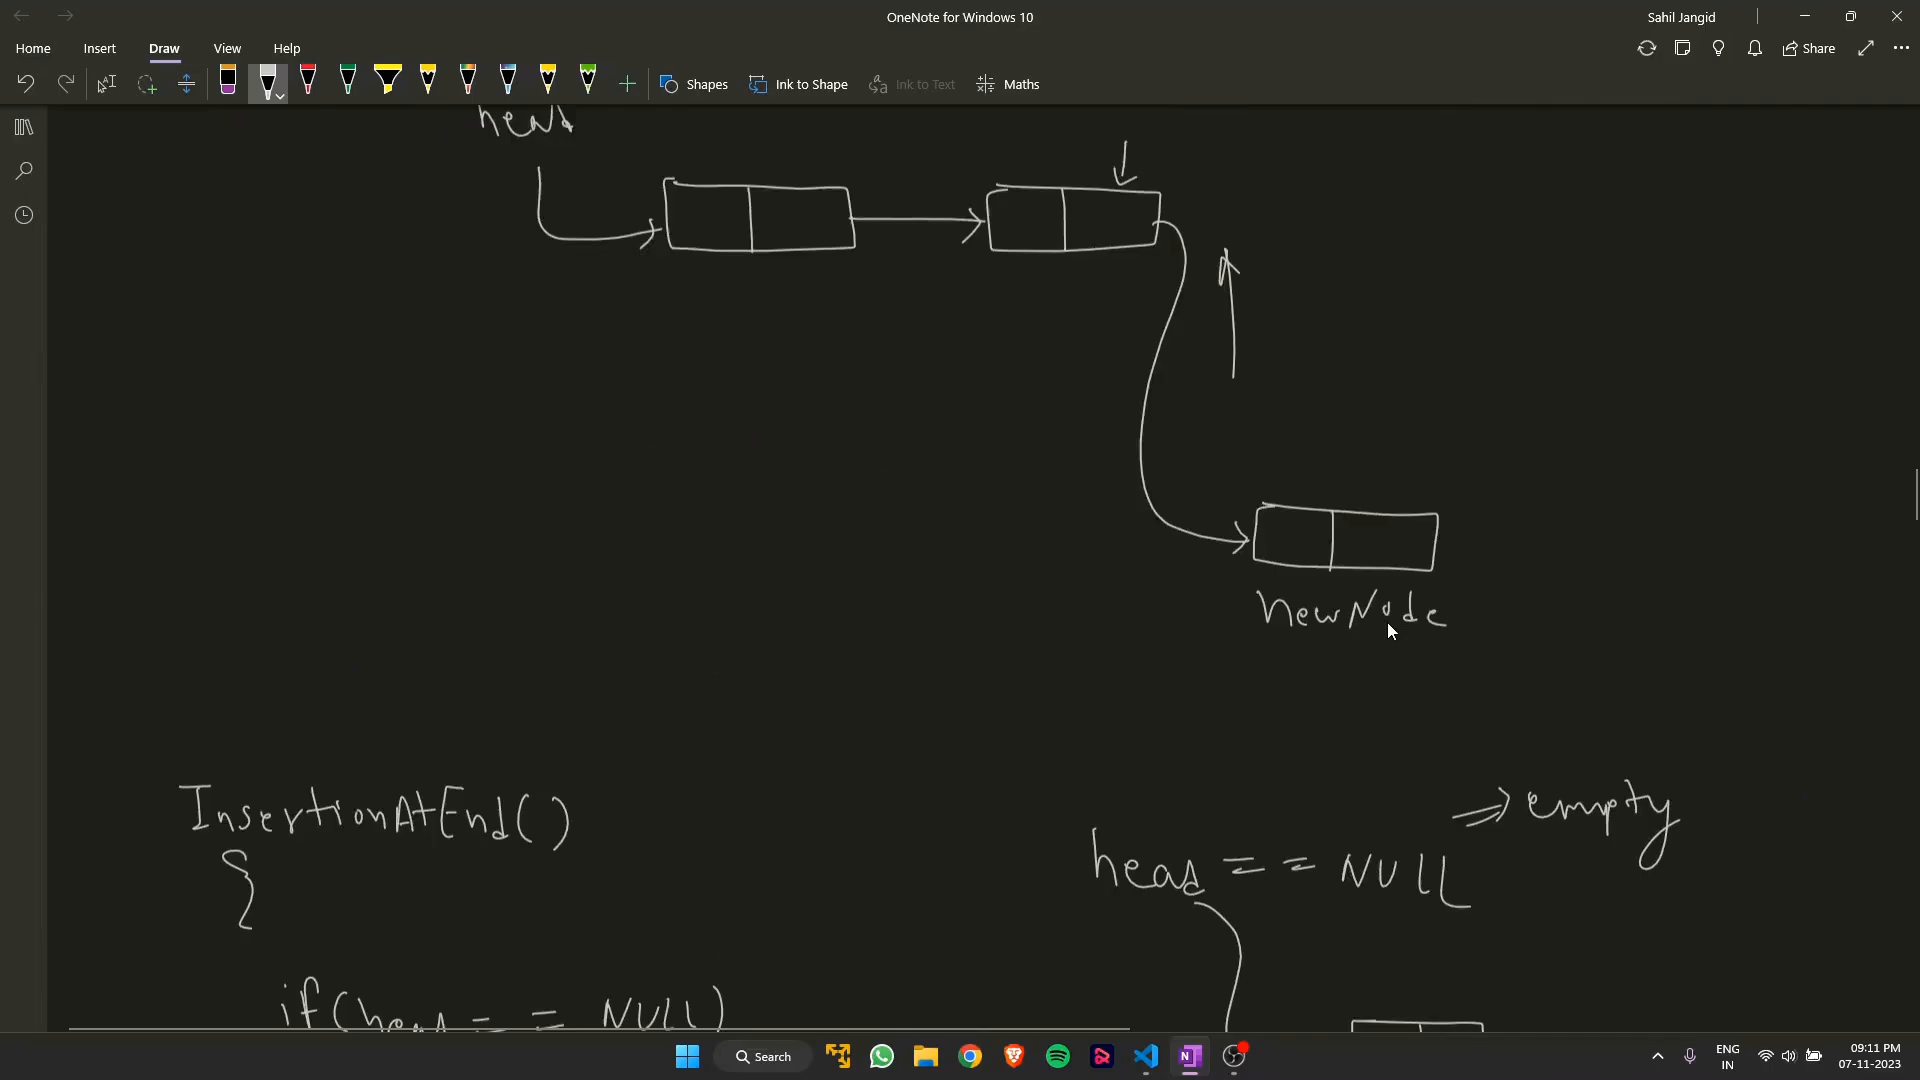 OneNote for Windows 10
Sahil Jangid
Home Insert Draw View Help
Share
Shapes Ink to Shape Ink to Text Maths
head
newNode
InsertionAtEnd()
{
⇒ empty
head == NULL
if(head == NULL)
Search
ENG
IN
09:11 PM
07-11-2023